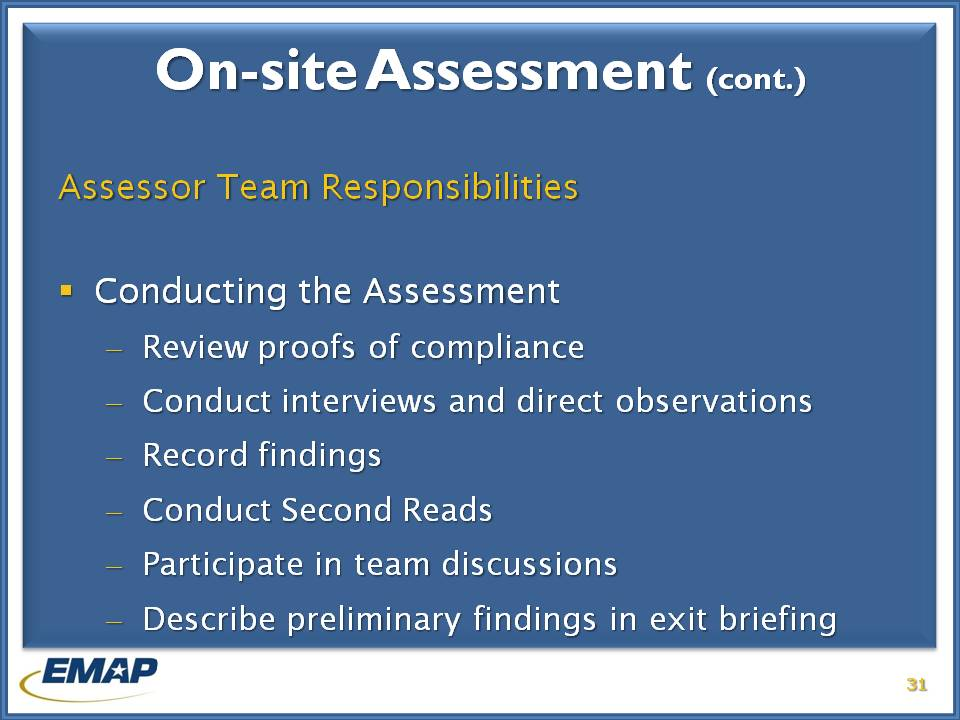 On-site Assessment (cont.)
Assessor Team Responsibilities
▪ Conducting the Assessment
– Review proofs of compliance
– Conduct interviews and direct observations
– Record findings
– Conduct Second Reads
– Participate in team discussions
– Describe preliminary findings in exit briefing
EMAP
31